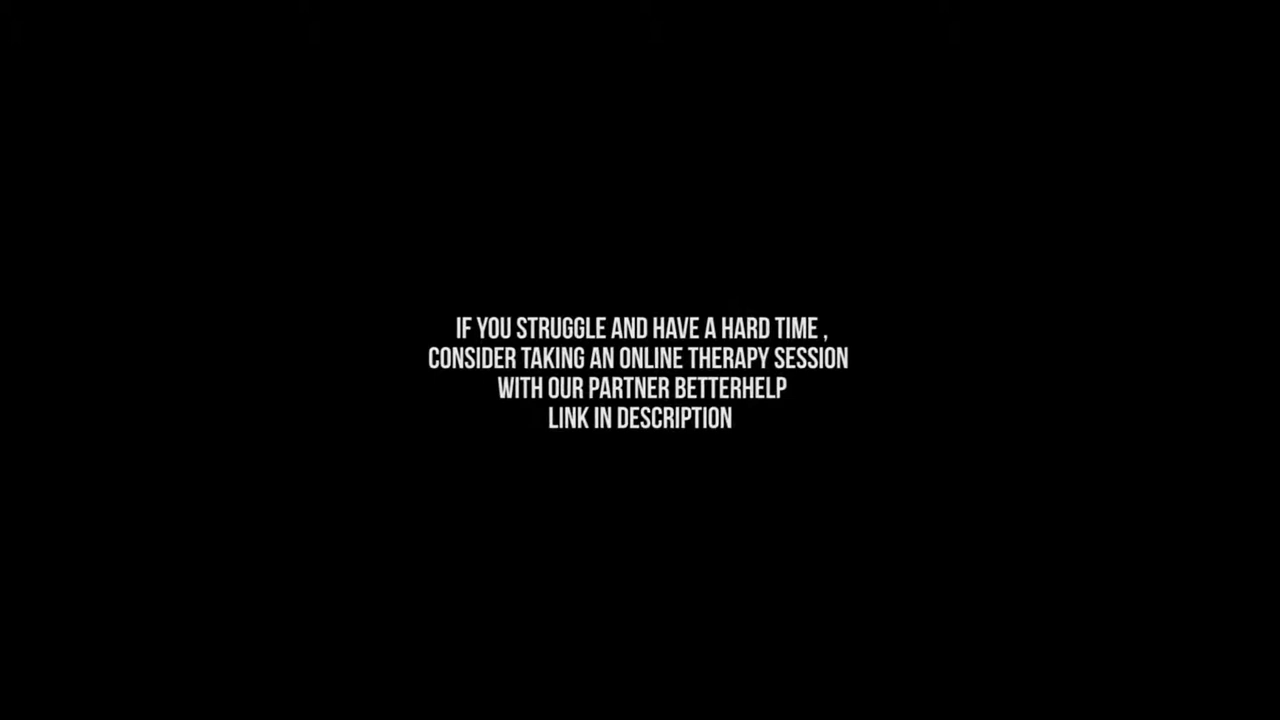 IF YOU STRUGGLE AND HAVE A HARD TIME ,
CONSIDER TAKING AN ONLINE THERAPY SESSION
WITH OUR PARTNER BETTERHELP
LINK IN DESCRIPTION